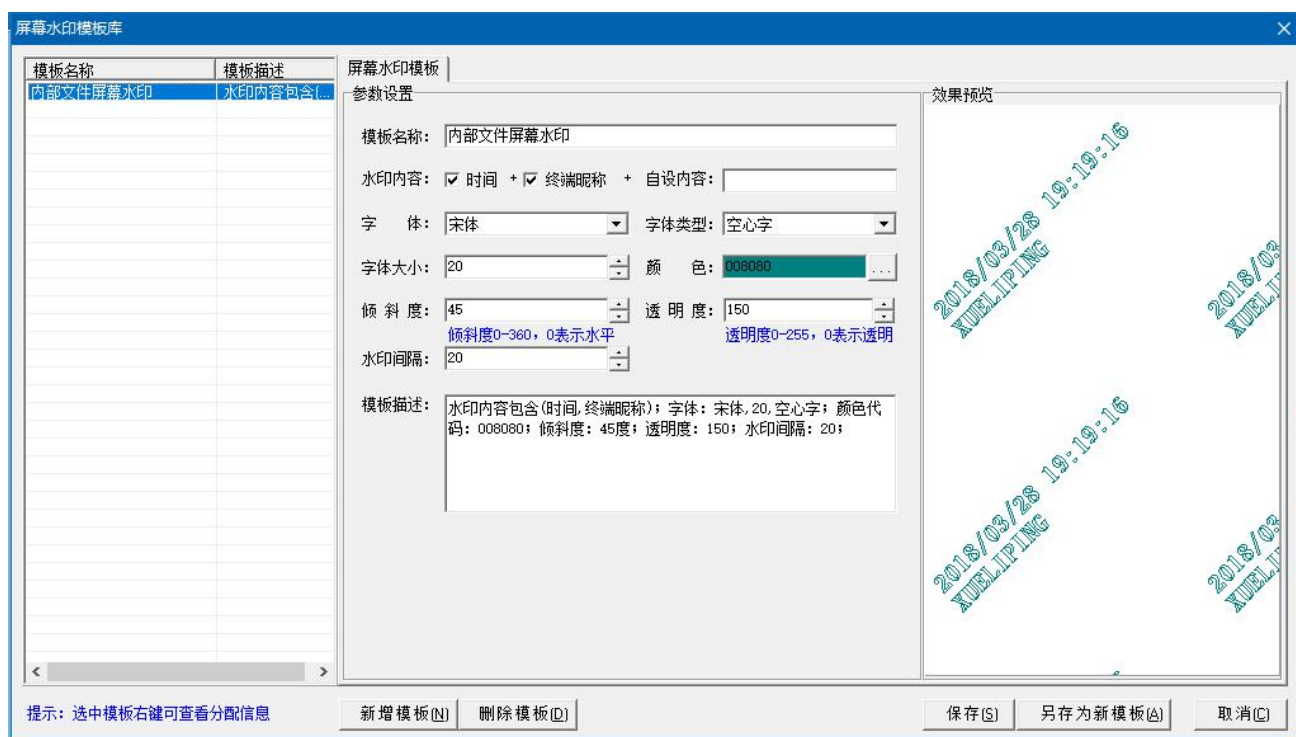 屏幕水印模板库
模板名称 模板描述
内部文件屏幕水印 水印内容包含(...
屏幕水印模板
参数设置
模板名称： 内部文件屏幕水印
水印内容： 时间 + 终端昵称 + 自设内容：
字 体： 宋体 字体类型： 空心字
字体大小： 20 颜 色： 008080 ...
倾 斜 度： 45 透 明 度： 150
倾斜度0-360，0表示水平 透明度0-255，0表示透明
水印间隔： 20
模板描述： 水印内容包含(时间,终端昵称)；字体：宋体,20,空心字；颜色代
码：008080；倾斜度：45度；透明度：150；水印间隔：20；
效果预览
2018/03/28 19:19:16
XUELIPING
2018/03
XUELI
2018/03/28 19:19:16
XUELIPING
2018/03
XUELI
提示：选中模板右键可查看分配信息
新增模板(N) 删除模板(D) 保存(S) 另存为新模板(A) 取消(C)